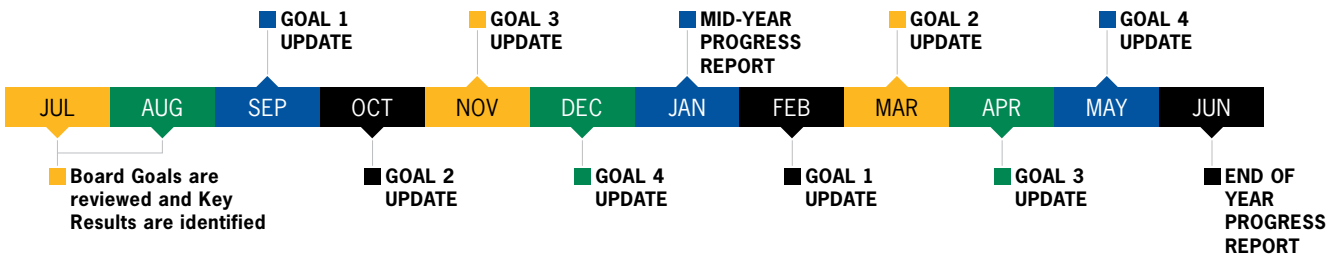 GOAL 1
UPDATE
GOAL 3
UPDATE
MID-YEAR
PROGRESS
REPORT
GOAL 2
UPDATE
GOAL 4
UPDATE
JUL AUG SEP OCT NOV DEC JAN FEB MAR APR MAY JUN
Board Goals are
reviewed and Key
Results are identified
GOAL 2
UPDATE
GOAL 4
UPDATE
GOAL 1
UPDATE
GOAL 3
UPDATE
END OF
YEAR
PROGRESS
REPORT